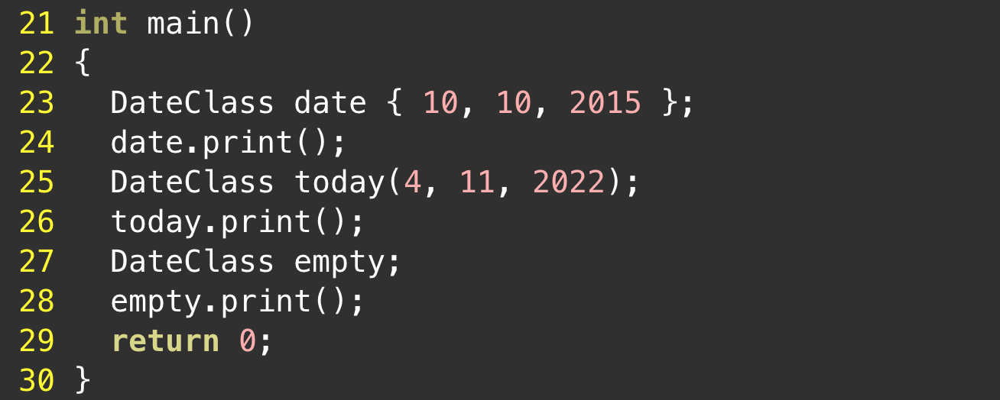 21 int main()
22 {
23   DateClass date { 10, 10, 2015 };
24   date.print();
25   DateClass today(4, 11, 2022);
26   today.print();
27   DateClass empty;
28   empty.print();
29   return 0;
30 }